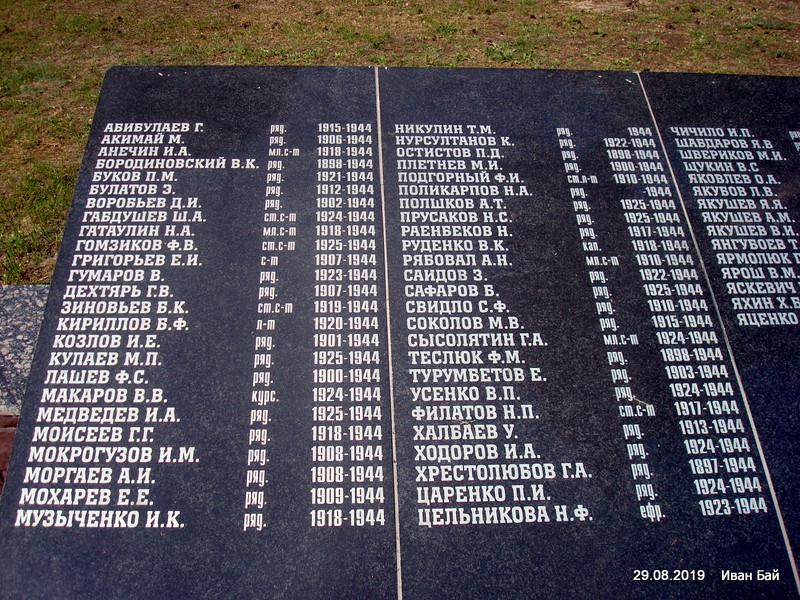 АБИБУЛАЕВ Г. ряд. 1915-1944
АКИМАЙ М. ряд. 1906-1944
АНЕЧИН И.А. мл.с-т 1918-1944
БОРОДИНОВСКИЙ В.К. ряд. 1898-1944
БУКОВ П.М. ряд. 1921-1944
БУЛАТОВ Э. ряд. 1912-1944
ВОРОБЬЕВ Д.И. ряд. 1902-1944
ГАБДУШЕВ Ш.А. ст.с-т 1924-1944
ГАТАУЛИН Н.А. мл.с-т 1918-1944
ГОМЗИКОВ Ф.В. ст.с-т 1925-1944
ГРИГОРЬЕВ Е.И. с-т 1907-1944
ГУМАРОВ В. ряд. 1923-1944
ДЕХТЯРЬ Г.В. ряд. 1907-1944
ЗИНОВЬЕВ Б.К. ст.с-т 1919-1944
КИРИЛЛОВ Б.Ф. л-т 1920-1944
КОЗЛОВ И.Е. ряд. 1901-1944
КУЛАЕВ М.П. ряд. 1925-1944
ЛАШЕВ Ф.С. ряд. 1900-1944
МАКАРОВ В.В. курс. 1924-1944
МЕДВЕДЕВ И.А. ряд. 1925-1944
МОИСЕЕВ Г.Г. ряд. 1918-1944
МОКРОГУЗОВ И.М. ряд. 1908-1944
МОРГАЕВ А.И. ряд. 1908-1944
МОХАРЕВ Е.Е. ряд. 1909-1944
МУЗЫЧЕНКО И.К. ряд. 1918-1944
НИКУЛИН Т.М. ряд. 1944
НУРСУЛТАНОВ К. ряд. 1922-1944
ОСТИСТОВ П.Д. ряд. 1898-1944
ПЛЕТНЕВ М.И. ряд. 1900-1944
ПОДГОРНЫЙ Ф.И. ст.л-т 1910-1944
ПОЛИКАРПОВ Н.А. ряд. -1944
ПОЛШКОВ А.Т. ряд. 1925-1944
ПРУСАКОВ Н.С. ряд. 1925-1944
РАЕНБЕКОВ Н. ряд. 1917-1944
РУДЕНКО В.К. кап. 1918-1944
РЯБОВАЛ А.Н. мл.с-т 1910-1944
САИДОВ З. ряд. 1922-1944
САФАРОВ Б. ряд. 1925-1944
СВИДЛО С.Ф. ряд. 1910-1944
СОКОЛОВ М.В. ряд. 1915-1944
СЫСОЛЯТИН Г.А. мл.с-т 1924-1944
ТЕСЛЮК Ф.М. ряд. 1898-1944
ТУРУМБЕТОВ Е. ряд. 1903-1944
УСЕНКО В.П. ряд. 1924-1944
ФИЛАТОВ Н.П. ст.с-т 1917-1944
ХАЛБАЕВ У. ряд. 1913-1944
ХОДОРОВ И.А. ряд. 1924-1944
ХРЕСТОЛЮБОВ Г.А. ряд. 1897-1944
ЦАРЕНКО П.И. ряд. 1924-1944
ЦЕЛЬНИКОВА Н.Ф. ефр. 1923-1944
ЧИЧИЛО И.П.
ШАВДАРОВ Я.В
ШВЕРИКОВ М.И.
ЩУКИН В.С
ЯКОВЛЕВ О.А.
ЯКУБОВ Л.В.
ЯКУШЕВ А.Я.
ЯКУШЕВ А.М.
ЯКУШЕВ В.Н.
ЯНГУБОЕВ Т
ЯРМОЛЮК
ЯРОШ В.М.
ЯСКЕВИЧ
ЯХИН Х.
ЯЦЕНКО
29.08.2019 Иван Бай